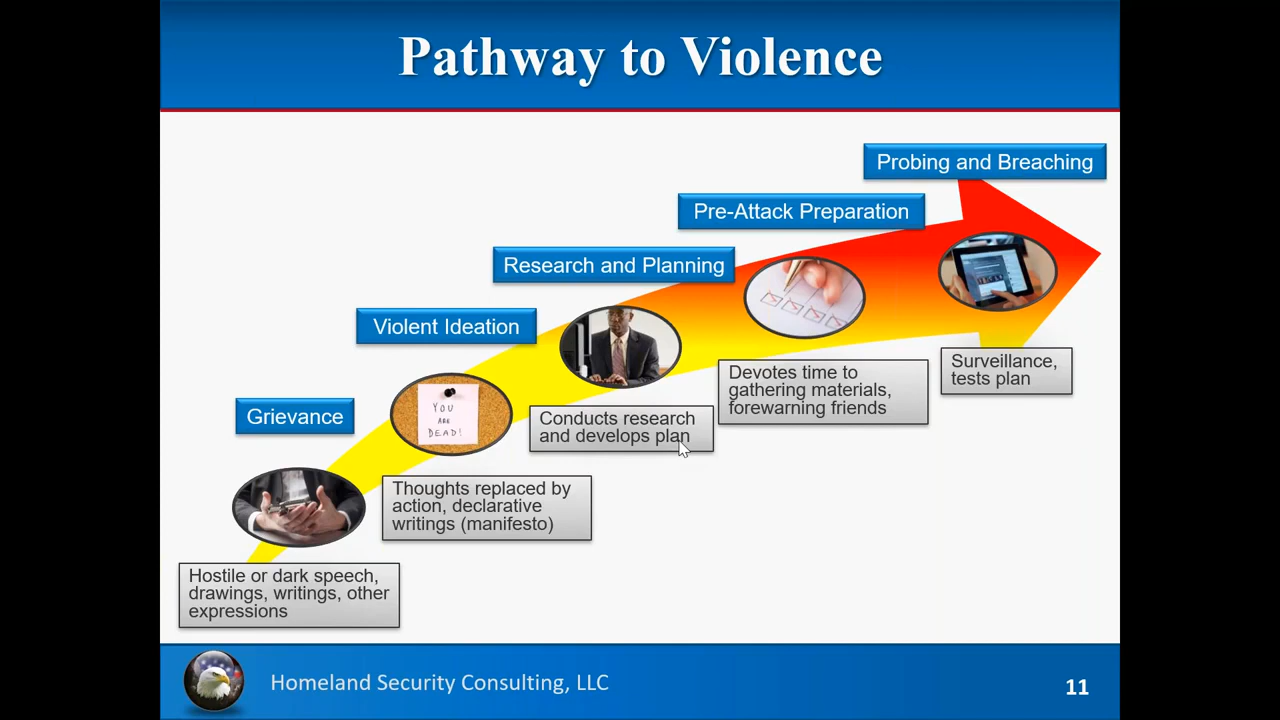 Pathway to Violence
Probing and Breaching
Pre-Attack Preparation
Research and Planning
Violent Ideation
Grievance
YOU
ARE
DEAD!
Surveillance,
tests plan
Devotes time to
gathering materials,
forewarning friends
Conducts research
and develops plan
Thoughts replaced by
action, declarative
writings (manifesto)
Hostile or dark speech,
drawings, writings, other
expressions
Homeland Security Consulting, LLC
11